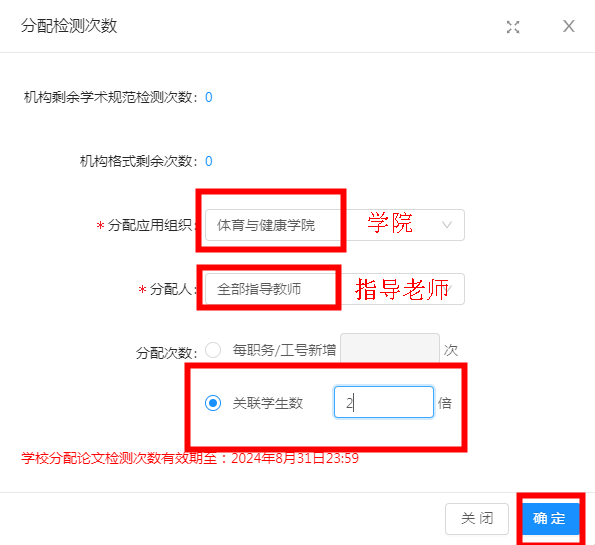 分配检测次数
机构剩余学术规范检测次数: 0
机构格式剩余次数: 0
* 分配应用组织: 体育与健康学院 学院
* 分配人: 全部指导教师 指导老师
分配次数: 每职务/工号新增 次
关联学生数 2 倍
学校分配论文检测次数有效期至：2024年8月31日23:59
关 闭 确 定